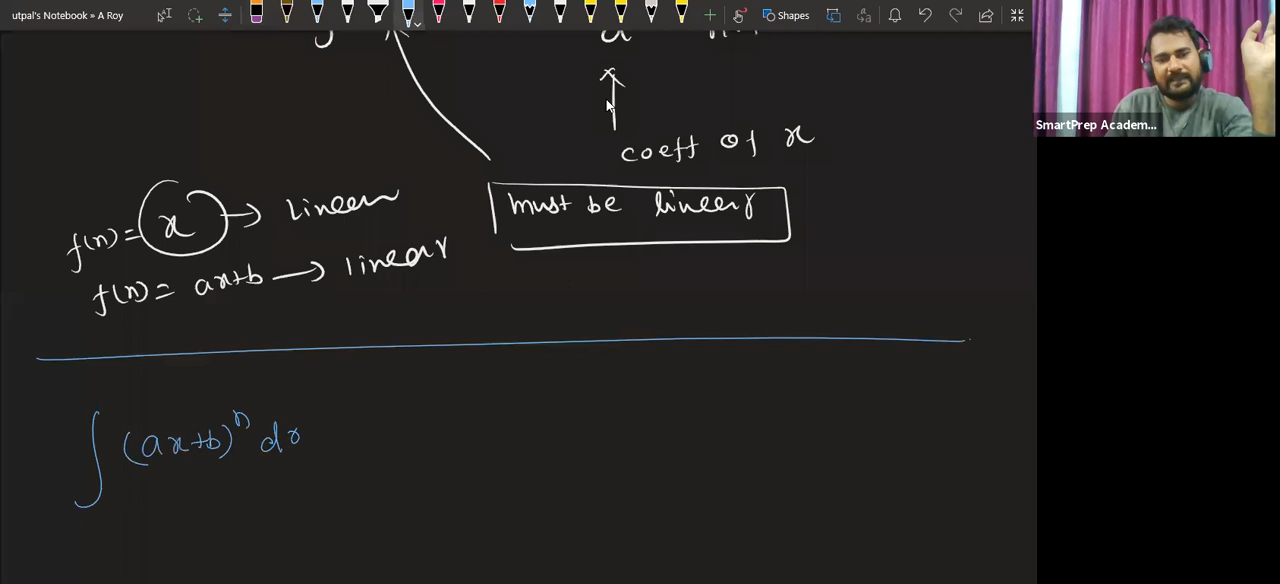 utpal's Notebook » A Roy
Shapes
SmartPrep Academ...
coeff of x
must be linear
f(n) = x → linear
f(n) = ax+b → linear
∫ (ax+b)^n dx